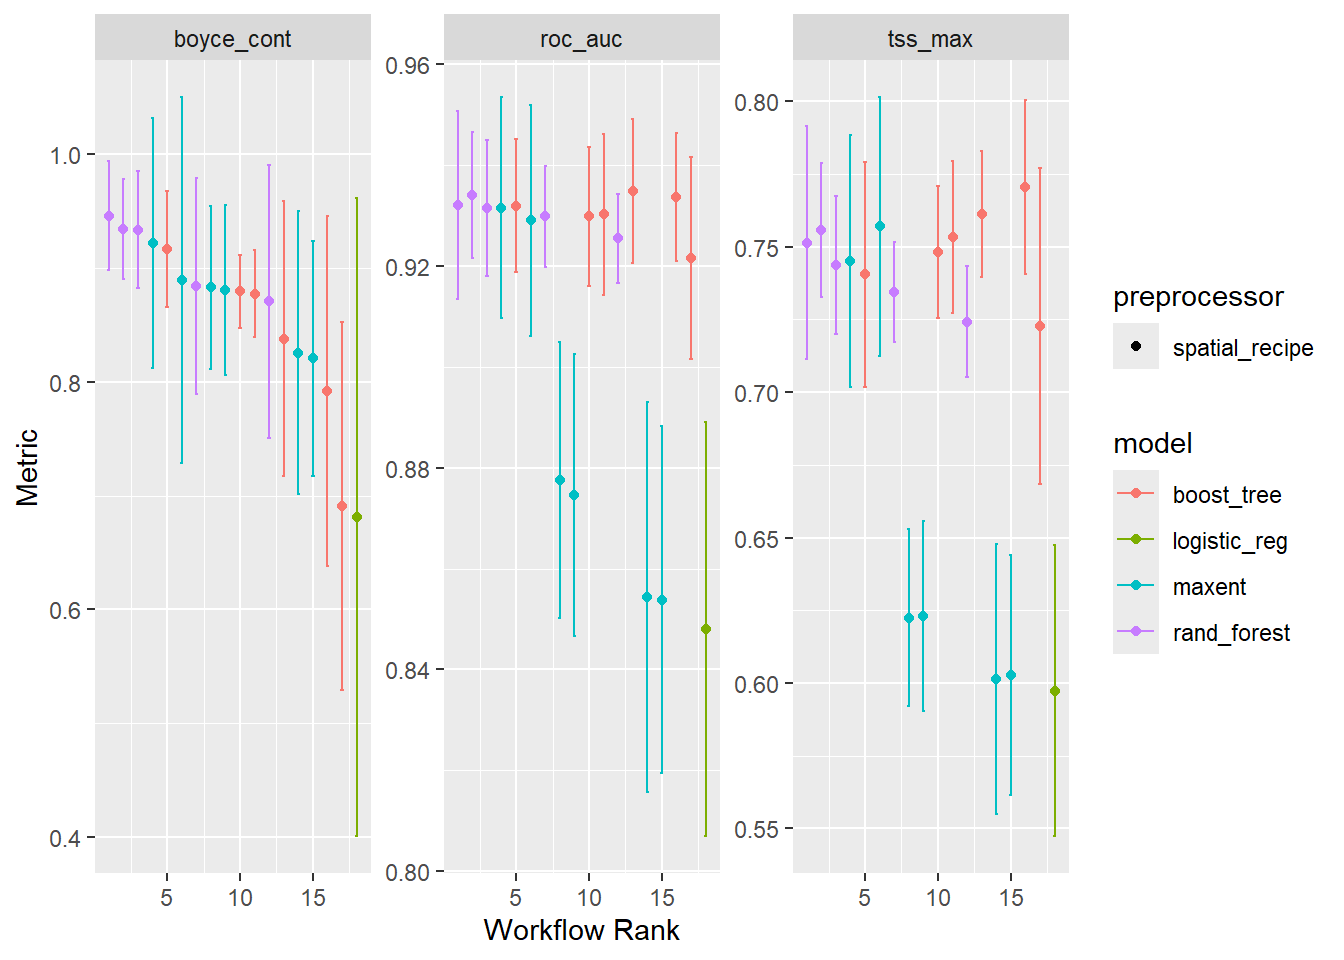 boyce_cont
roc_auc
tss_max
1.0
0.8
0.6
0.4
0.96
0.92
0.88
0.84
0.80
0.80
0.75
0.70
0.65
0.60
0.55
5 10 15
5 10 15
5 10 15
Metric
Workflow Rank
preprocessor
spatial_recipe
model
boost_tree
logistic_reg
maxent
rand_forest